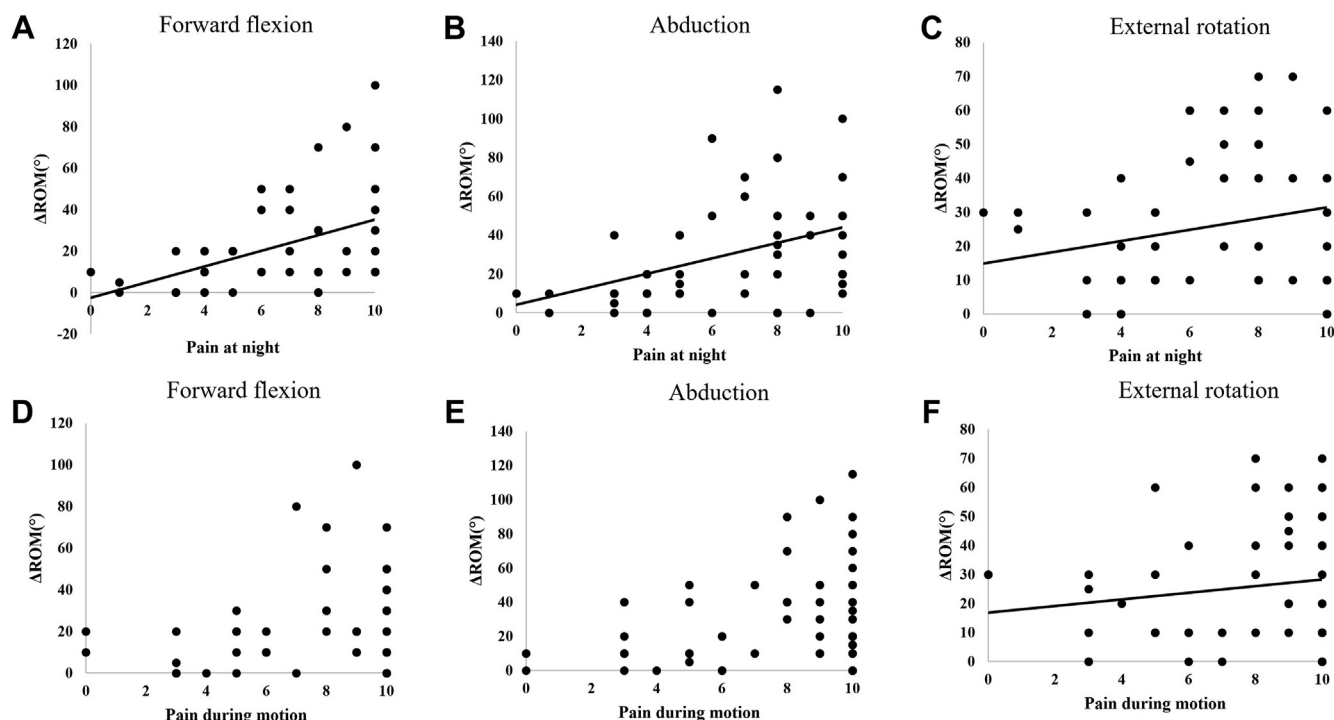 A
Forward flexion
120
100
80
60
40
20
0
-20
ΔROM(°)
0 2 4 6 8 10
Pain at night
B
Abduction
140
120
100
80
60
40
20
0
ΔROM(°)
0 2 4 6 8 10
Pain at night
C
External rotation
80
70
60
50
40
30
20
10
0
ΔROM(°)
0 2 4 6 8 10
Pain at night
D
Forward flexion
120
100
80
60
40
20
0
ΔROM(°)
0 2 4 6 8 10
Pain during motion
E
Abduction
140
120
100
80
60
40
20
0
ΔROM(°)
0 2 4 6 8 10
Pain during motion
F
External rotation
80
70
60
50
40
30
20
10
0
ΔROM(°)
0 2 4 6 8 10
Pain during motion